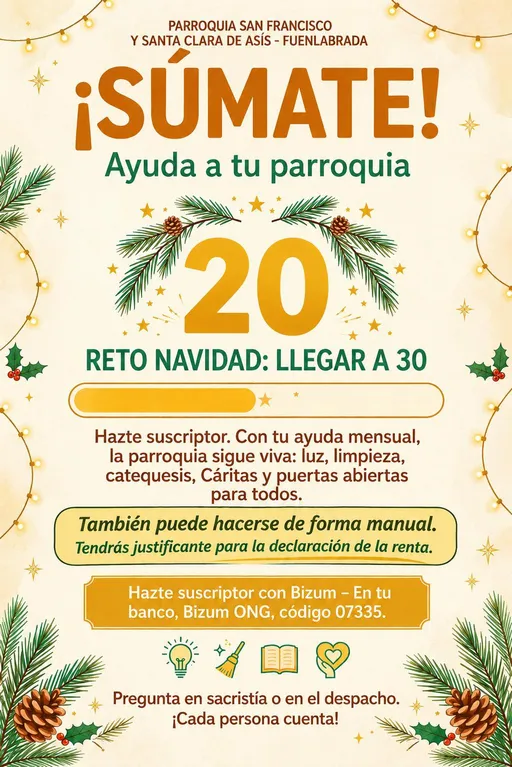 PARROQUIA SAN FRANCISCO
Y SANTA CLARA DE ASÍS - FUENLABRADA
¡SÚMATE!
Ayuda a tu parroquia
20
RETO NAVIDAD: LLEGAR A 30
Hazte suscriptor. Con tu ayuda mensual,
la parroquia sigue viva: luz, limpieza,
catequesis, Cáritas y puertas abiertas
para todos.
También puede hacerse de forma manual.
Tendrás justificante para la declaración de la renta.
Hazte suscriptor con Bizum – En tu
banco, Bizum ONG, código 07335.
Pregunta en sacristía o en el despacho.
¡Cada persona cuenta!